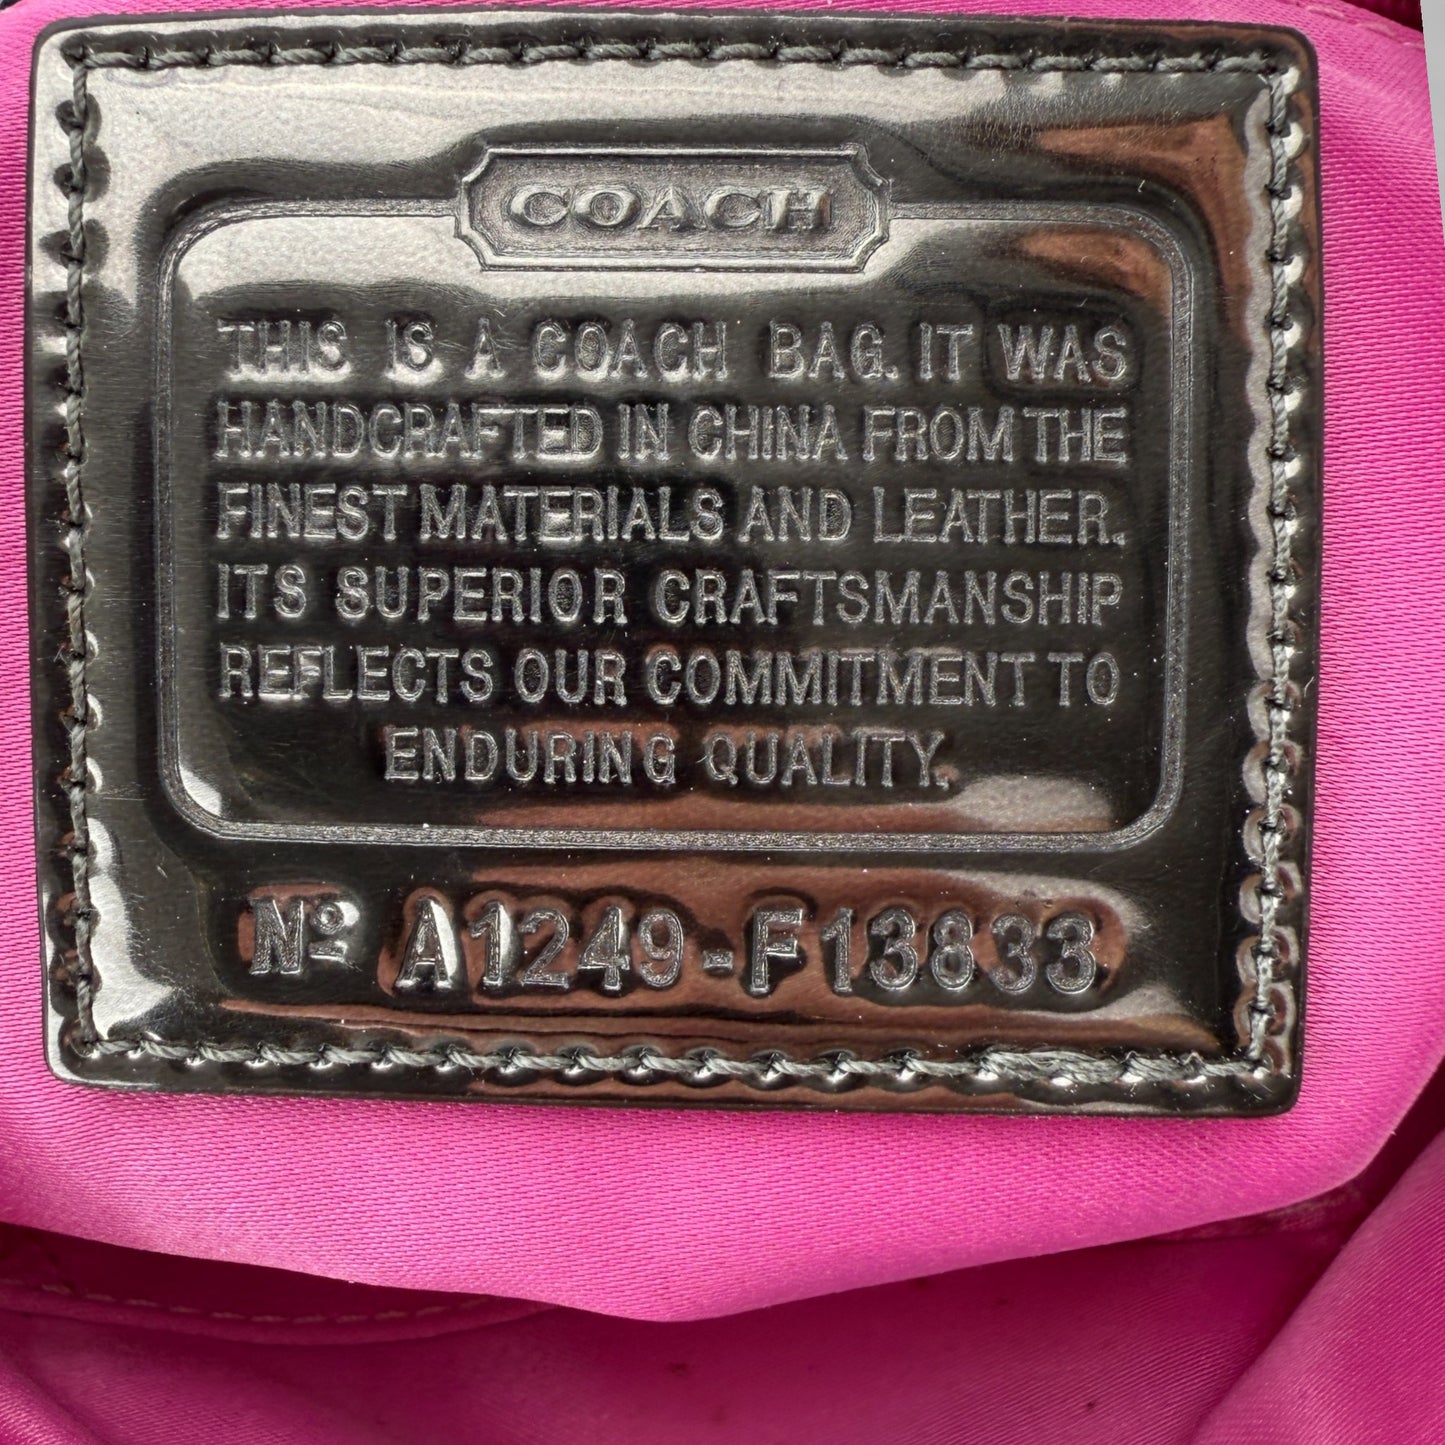 COACH
THIS IS A COACH BAG. IT WAS
HANDCRAFTED IN CHINA FROM THE
FINEST MATERIALS AND LEATHER.
ITS SUPERIOR CRAFTSMANSHIP
REFLECTS OUR COMMITMENT TO
ENDURING QUALITY.
Nº A1249-F13833